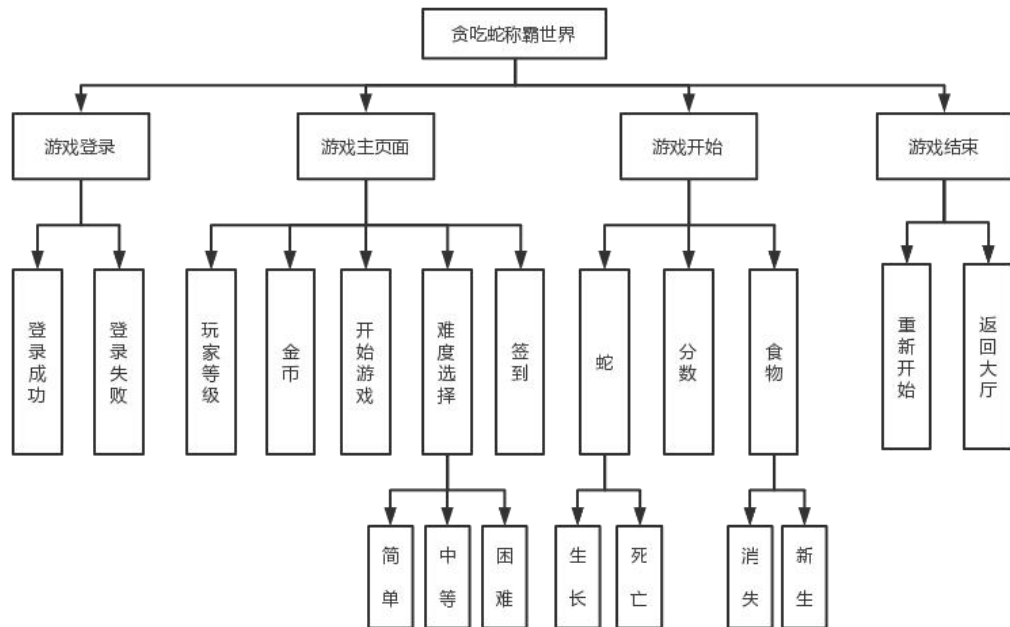 贪吃蛇称霸世界
游戏登录
游戏主页面
游戏开始
游戏结束
登录成功
登录失败
玩家等级
金币
开始游戏
难度选择
签到
蛇
分数
食物
重新开始
返回大厅
简单
中等
困难
生长
死亡
消失
新生